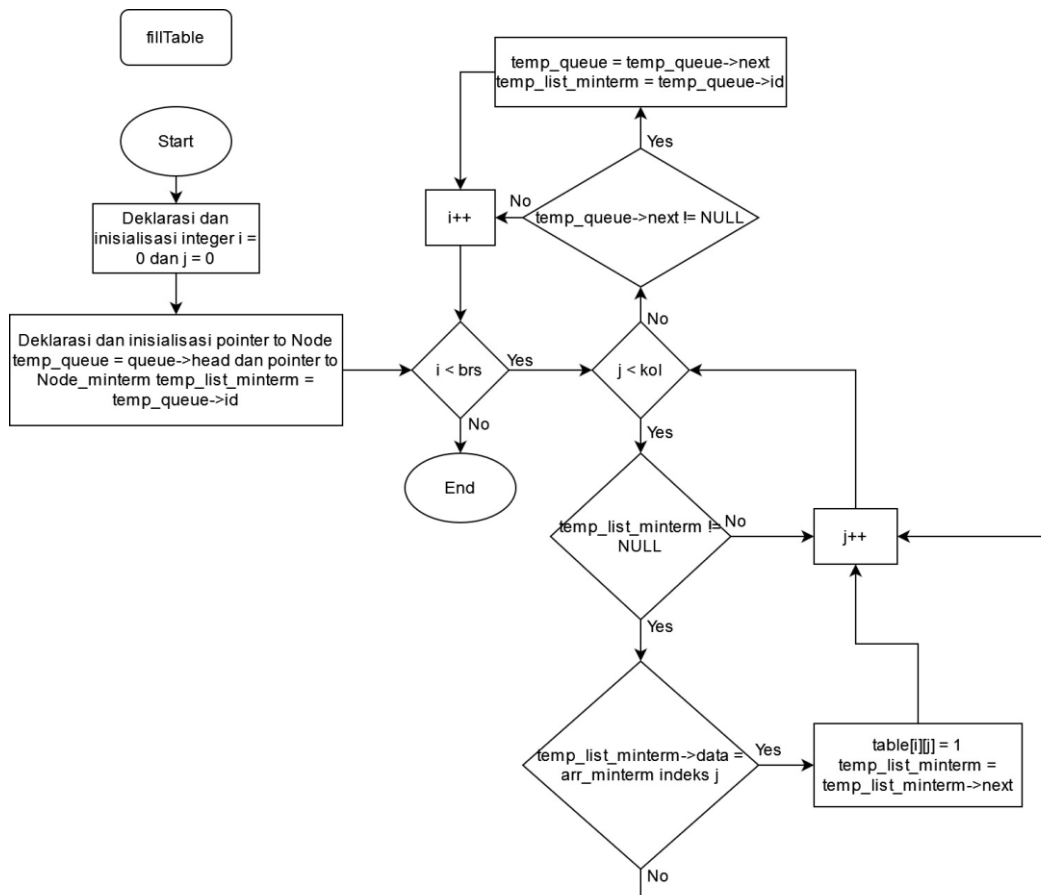 fillTable
Start
Deklarasi dan
inisialisasi integer i =
0 dan j = 0
Deklarasi dan inisialisasi pointer to Node
temp_queue = queue->head dan pointer to
Node_minterm temp_list_minterm =
temp_queue->id
temp_queue = temp_queue->next
temp_list_minterm = temp_queue->id
Yes
temp_queue->next != NULL
No
i++
No
i < brs
Yes
No
End
j < kol
Yes
temp_list_minterm !=
NULL
No
j++
Yes
temp_list_minterm->data =
arr_minterm indeks j
Yes
table[i][j] = 1
temp_list_minterm =
temp_list_minterm->next
No